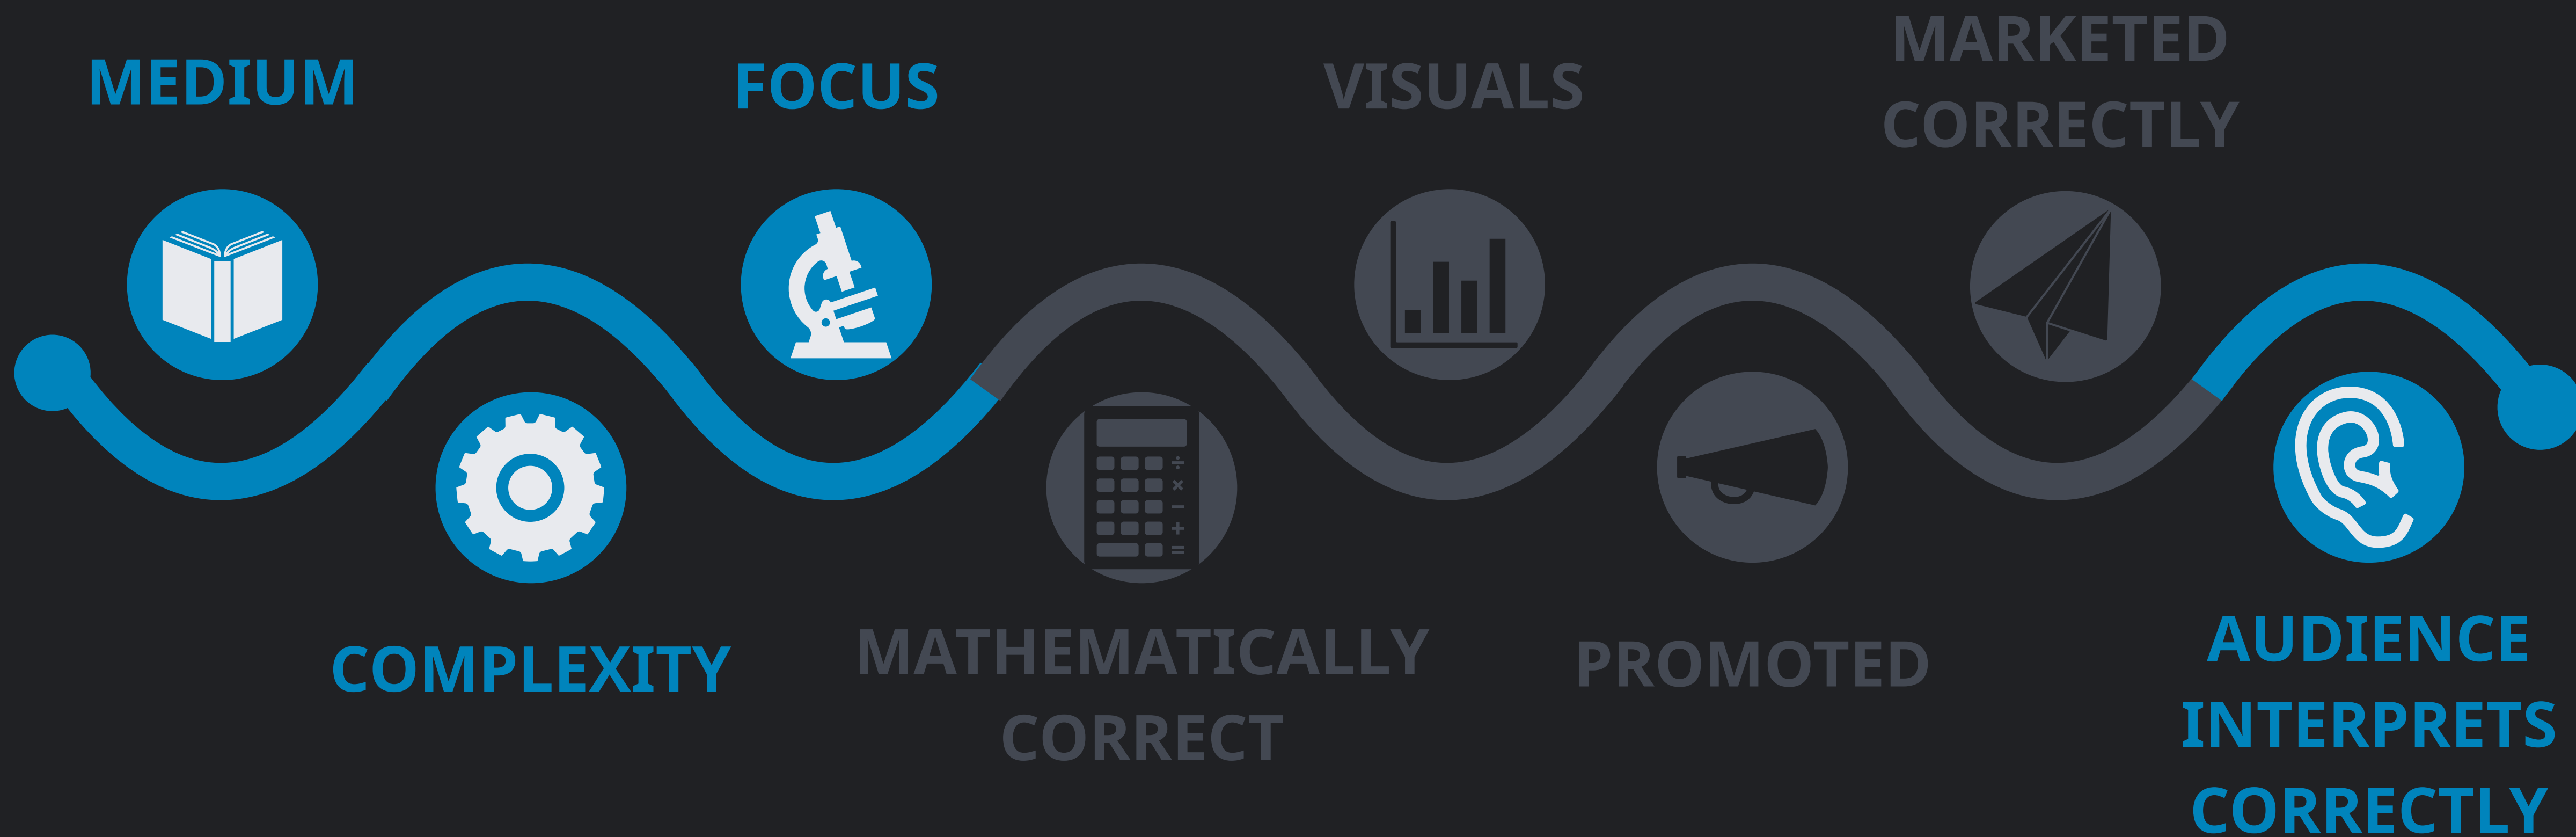 MEDIUM
COMPLEXITY
FOCUS
MATHEMATICALLY
CORRECT
VISUALS
PROMOTED
MARKETED
CORRECTLY
AUDIENCE
INTERPRETS
CORRECTLY